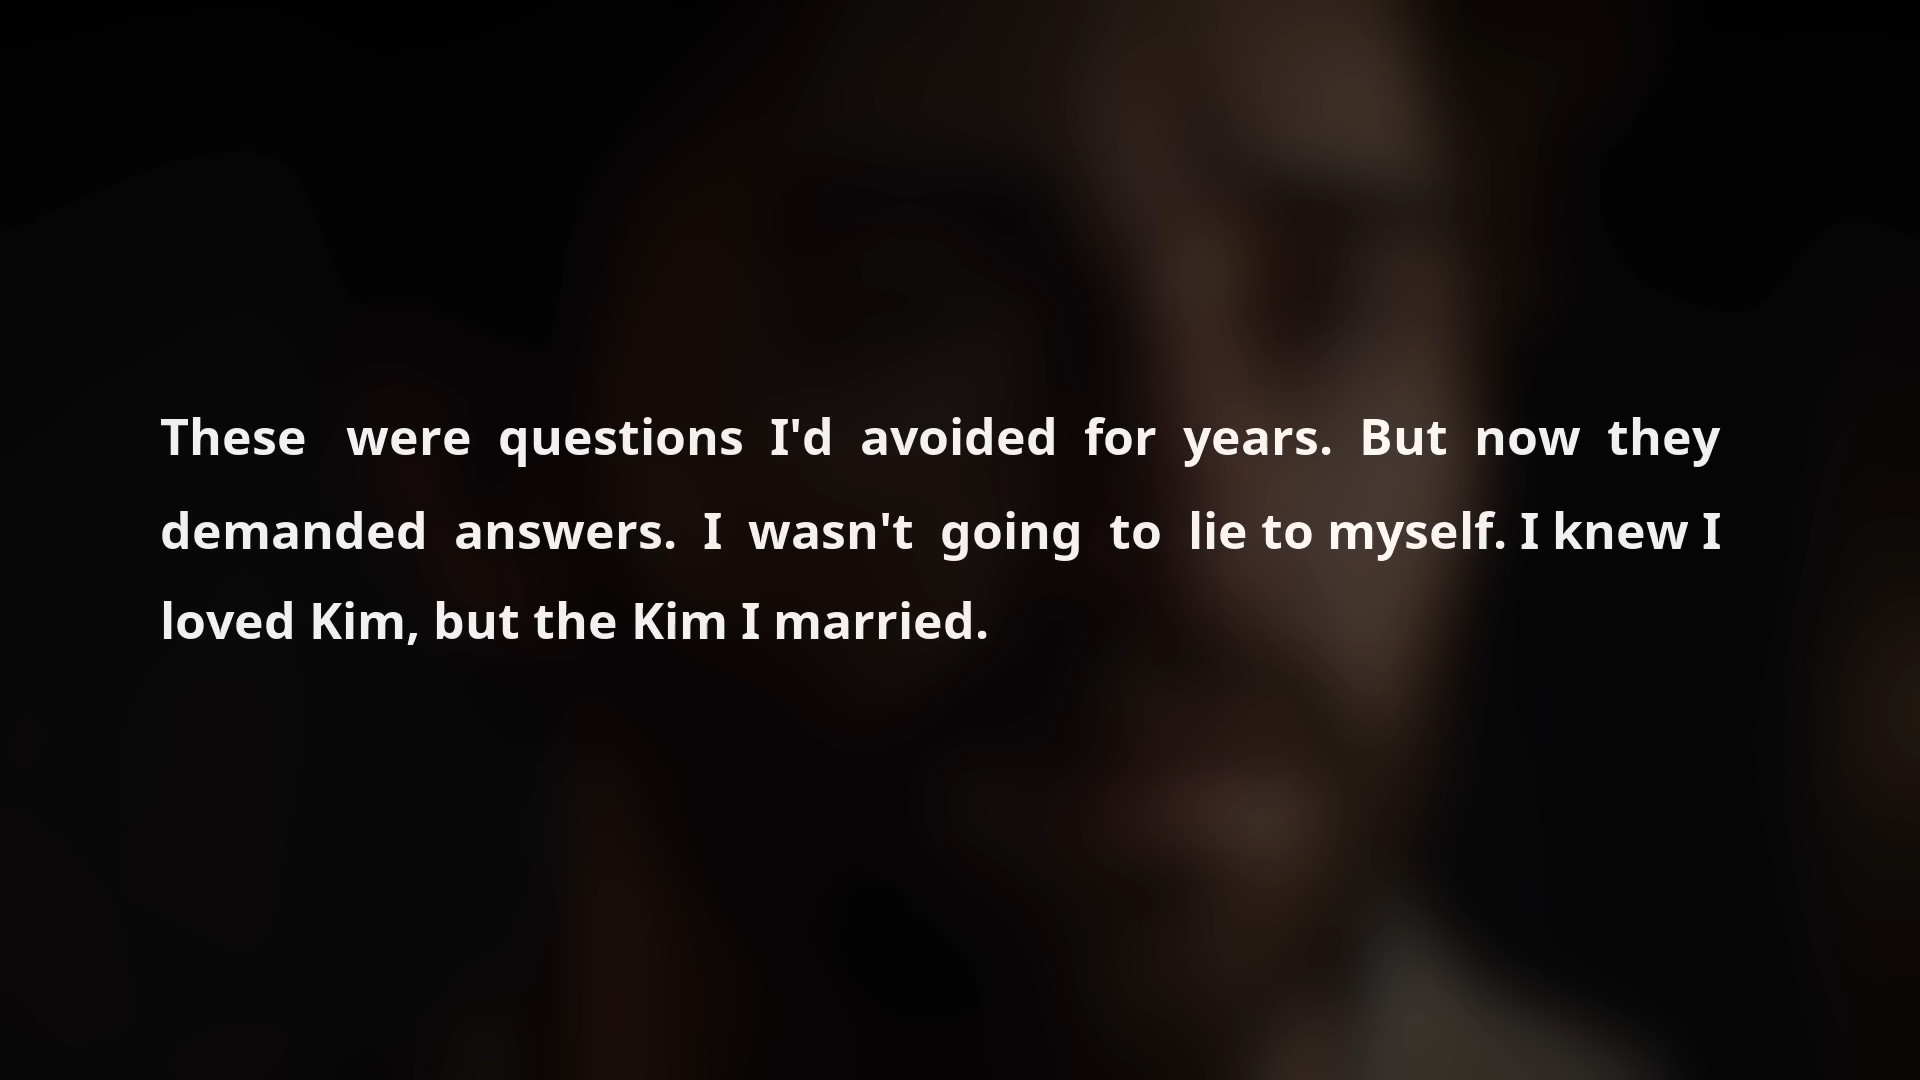 These were questions I'd avoided for years. But now they
demanded answers. I wasn't going to lie to myself. I knew I
loved Kim, but the Kim I married.